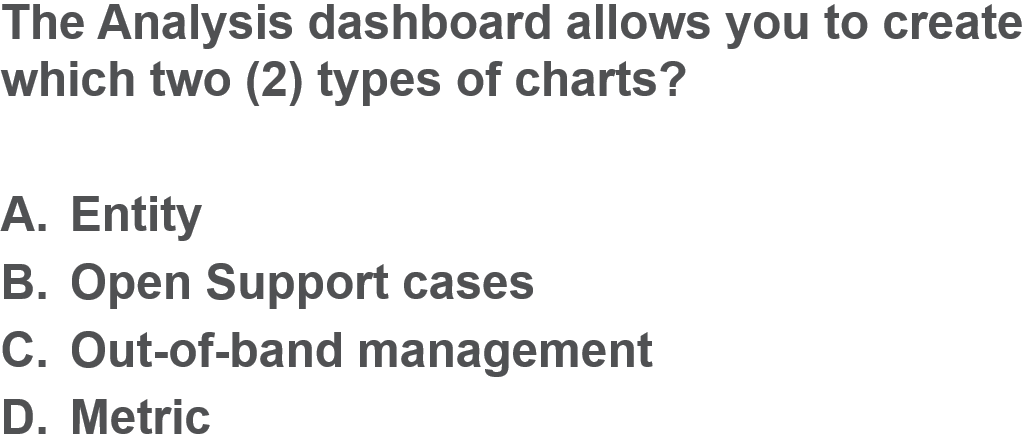 The Analysis dashboard allows you to create
which two (2) types of charts?
A. Entity
B. Open Support cases
C. Out-of-band management
D. Metric